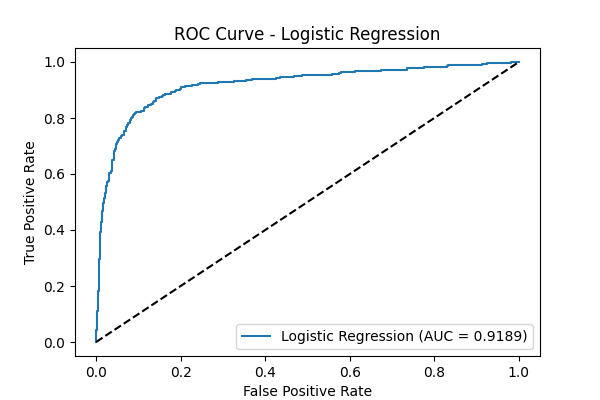 ROC Curve - Logistic Regression
True Positive Rate
1.0
0.8
0.6
0.4
0.2
0.0
Logistic Regression (AUC = 0.9189)
0.0 0.2 0.4 0.6 0.8 1.0
False Positive Rate